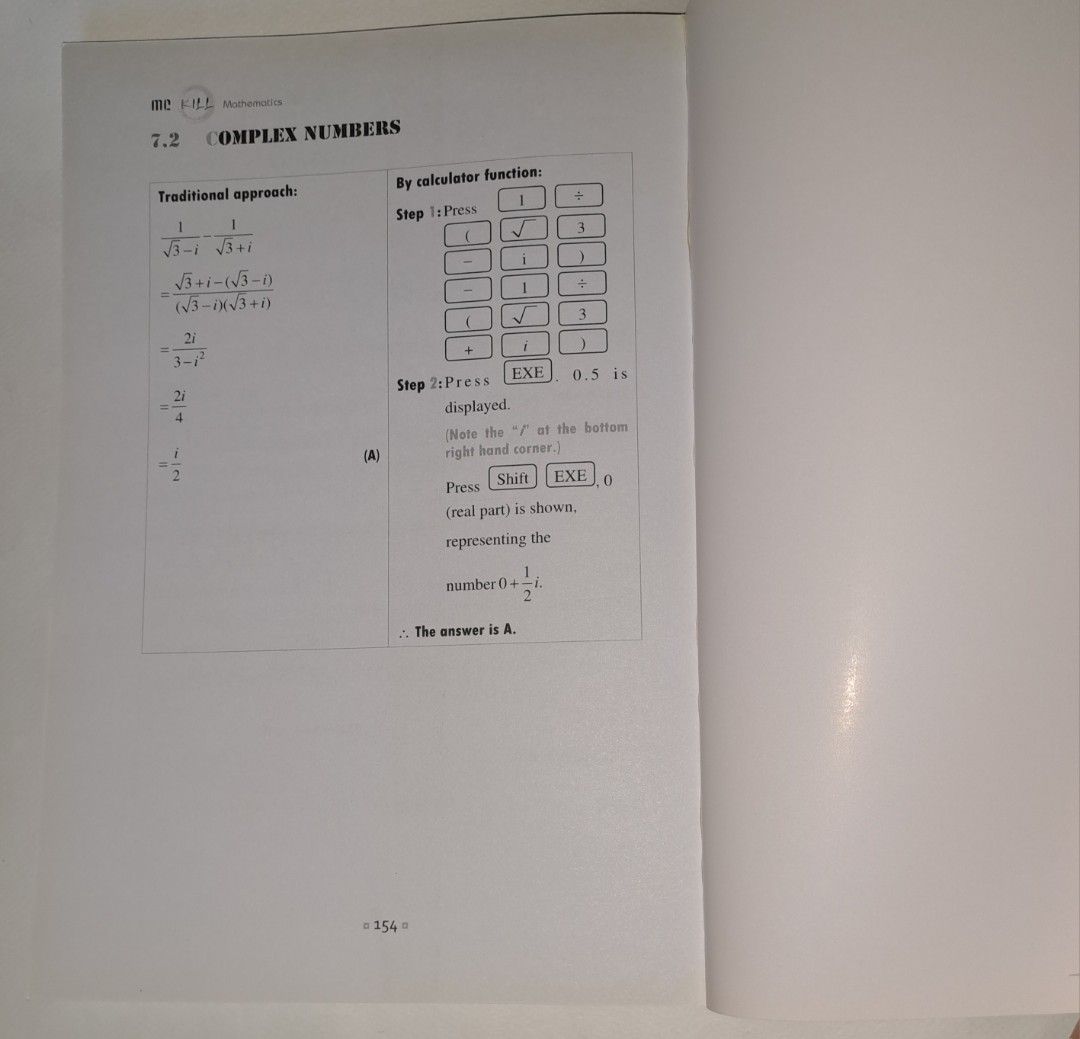 mc KILL Mathematics
7.2 COMPLEX NUMBERS
Traditional approach:
1/(√3−i) − 1/(√3+i)
= (√3+i−(√3−i))/((√3−i)(√3+i))
= 2i/(3−i²)
= 2i/4
= i/2 (A)
By calculator function:
Step 1: Press 1 ÷
( √ 3
− i )
− 1 ÷
( √ 3
+ i )
Step 2: Press EXE. 0.5 is
displayed.
(Note the “i” at the bottom
right hand corner.)
Press Shift EXE, 0
(real part) is shown,
representing the
number 0+1/2 i.
∴ The answer is A.
154